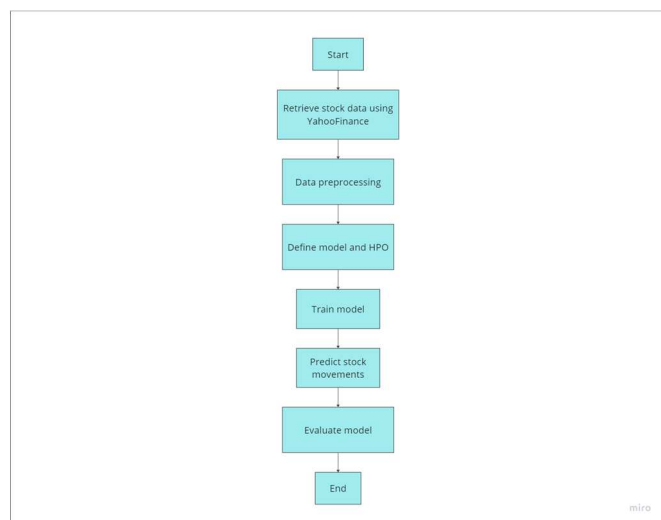 Start
Retrieve stock data using
YahooFinance
Data preprocessing
Define model and HPO
Train model
Predict stock
movements
Evaluate model
End
miro